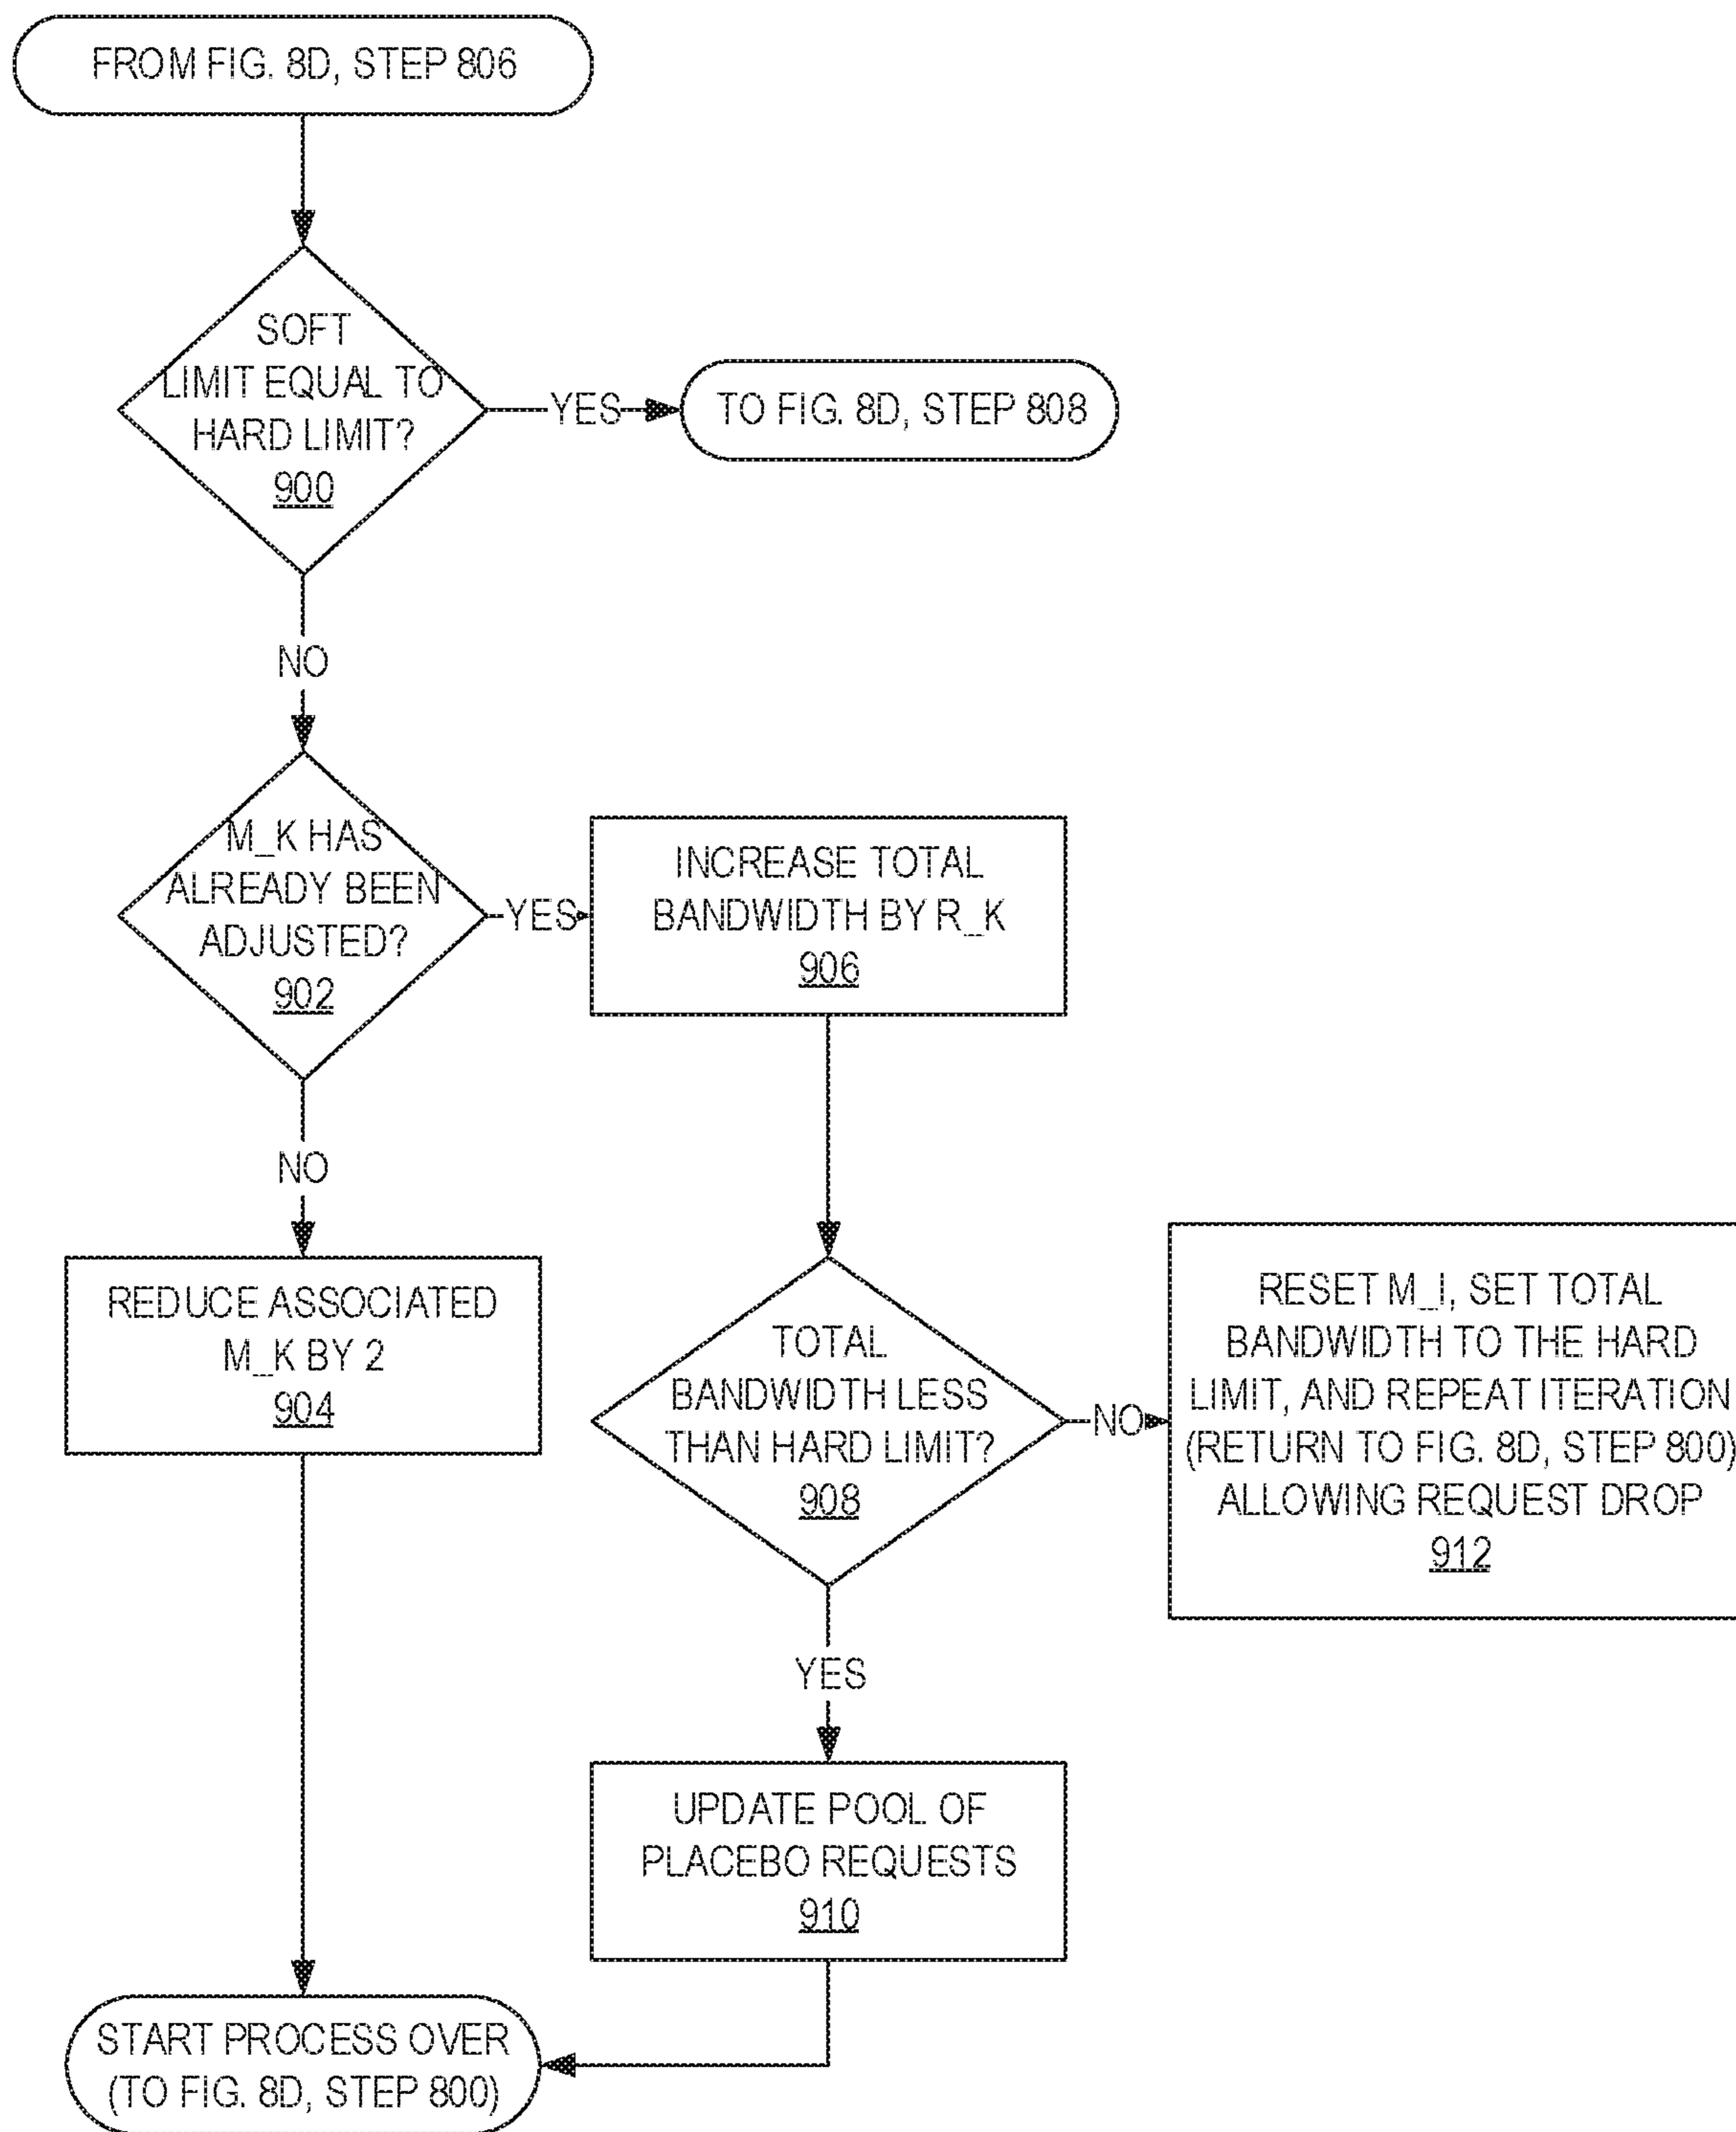 FROM FIG. 8D, STEP 806
SOFT
LIMIT EQUAL TO
HARD LIMIT?
900
YES
TO FIG. 8D, STEP 808
NO
M_K HAS
ALREADY BEEN
ADJUSTED?
902
YES
INCREASE TOTAL
BANDWIDTH BY R_K
906
NO
REDUCE ASSOCIATED
M_K BY 2
904
TOTAL
BANDWIDTH LESS
THAN HARD LIMIT?
908
NO
RESET M_I, SET TOTAL
BANDWIDTH TO THE HARD
LIMIT, AND REPEAT ITERATION
(RETURN TO FIG. 8D, STEP 800)
ALLOWING REQUEST DROP
912
YES
UPDATE POOL OF
PLACEBO REQUESTS
910
START PROCESS OVER
(TO FIG. 8D, STEP 800)